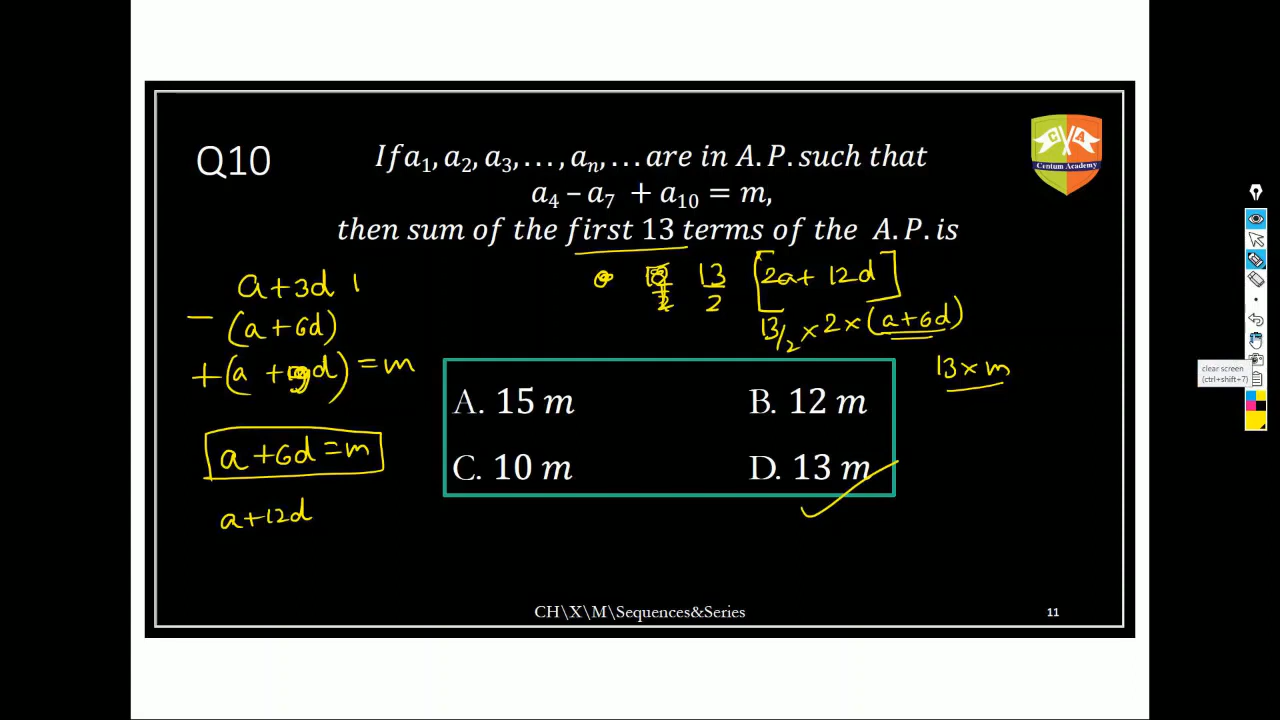 Q10
If a₁, a₂, a₃, …, aₙ, … are in A.P. such that
a₄ – a₇ + a₁₀ = m,
then sum of the first 13 terms of the A.P. is
C A
Centum Academy
a + 3d
13/2 [2a + 12d]
– (a + 6d)
13/2 × 2 × (a + 6d)
+ (a + 9d) = m
13 × m
A. 15 m
B. 12 m
a + 6d = m
C. 10 m
D. 13 m
a + 12d
CH\X\M\Sequences&Series
11
clear screen
(ctrl+shift+7)